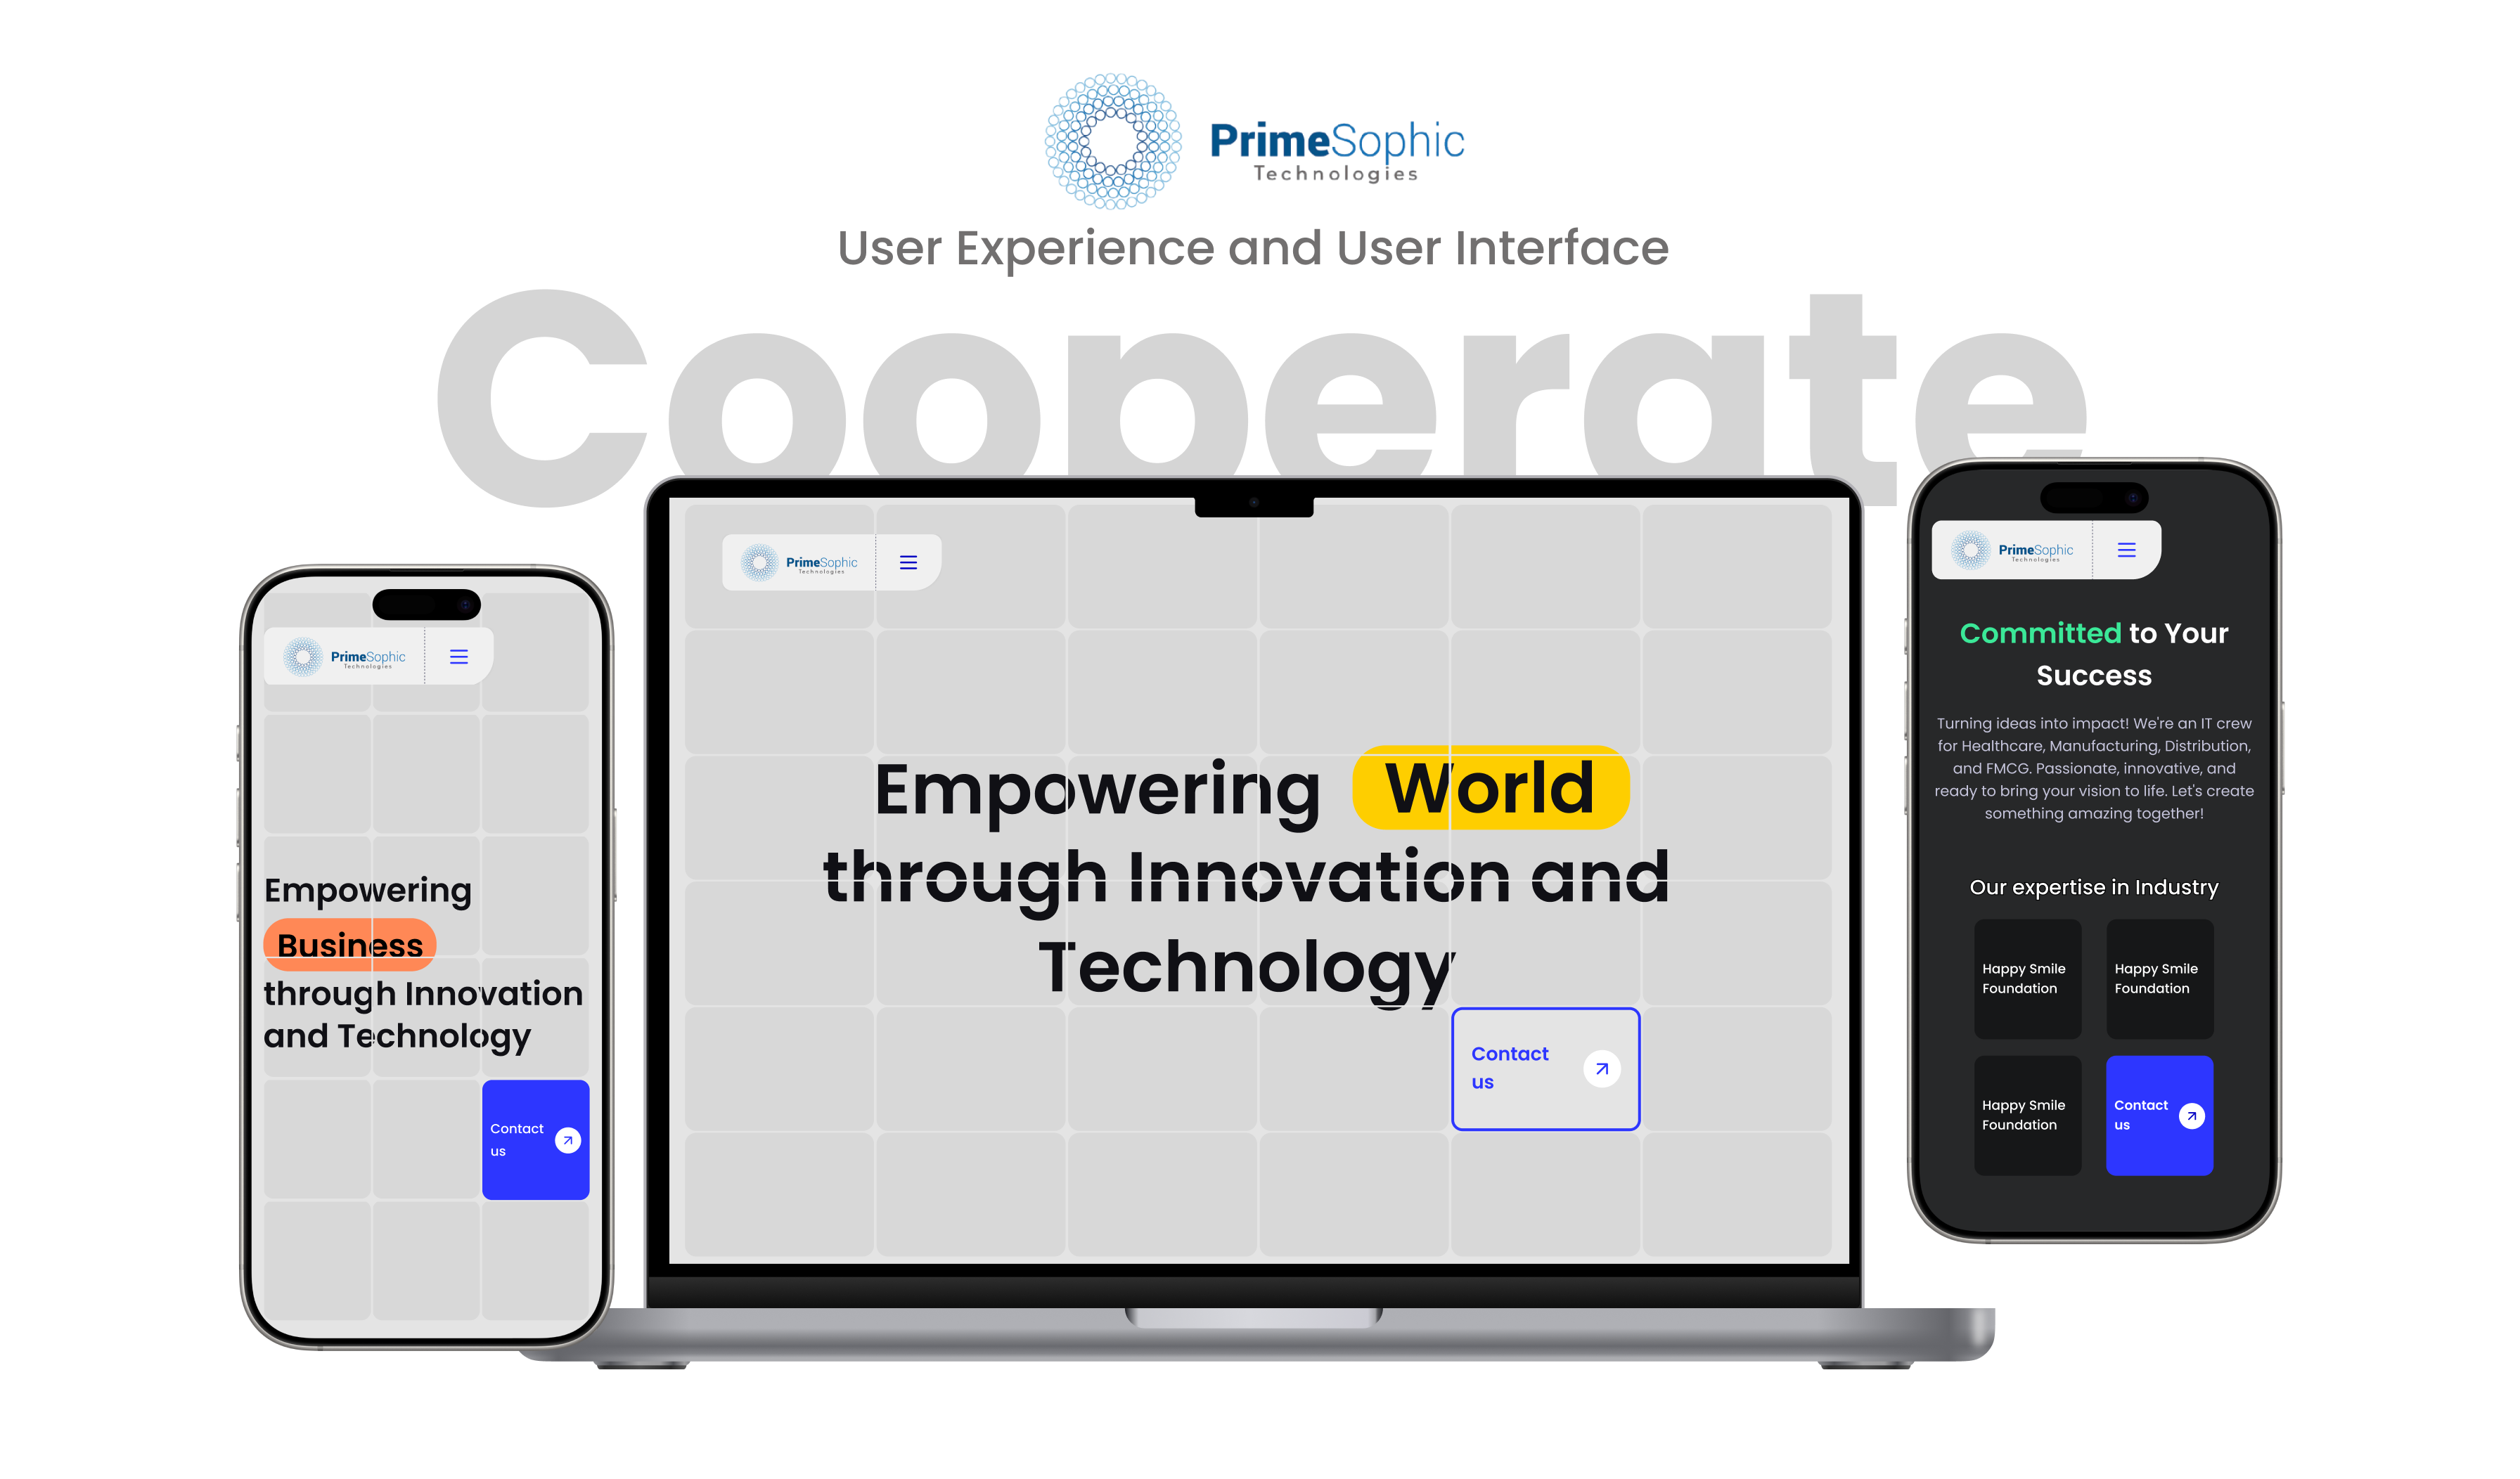 PrimeSophic
Technologies
User Experience and User Interface
Cooperate
PrimeSophic
Technologies
Empowering
Business
through Innovation
and Technology
Contact
us
PrimeSophic
Technologies
Empowering World
through Innovation and
Technology
Contact
us
PrimeSophic
Technologies
Committed to Your
Success
Turning ideas into impact! We're an IT crew
for Healthcare, Manufacturing, Distribution,
and FMCG. Passionate, innovative, and
ready to bring your vision to life. Let's create
something amazing together!
Our expertise in Industry
Happy Smile
Foundation
Happy Smile
Foundation
Happy Smile
Foundation
Contact
us